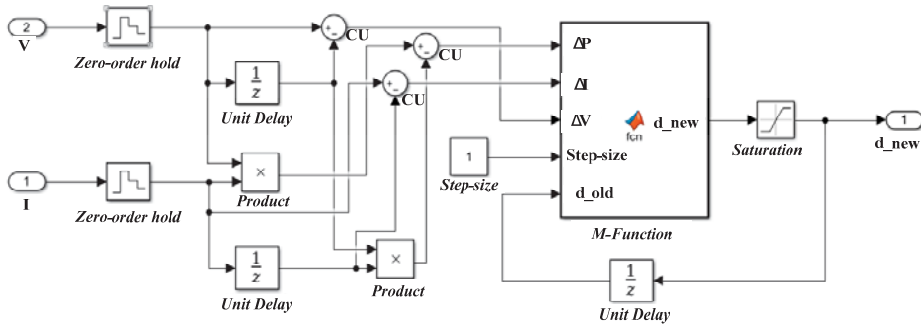 2
V
Zero-order hold
1
z
Unit Delay
CU
CU
CU
ΔP
ΔI
ΔV
Step-size
d_old
fcn
d_new
M-Function
1
Step-size
Saturation
1
d_new
1
I
Zero-order hold
×
Product
1
z
Unit Delay
×
Product
1
z
Unit Delay